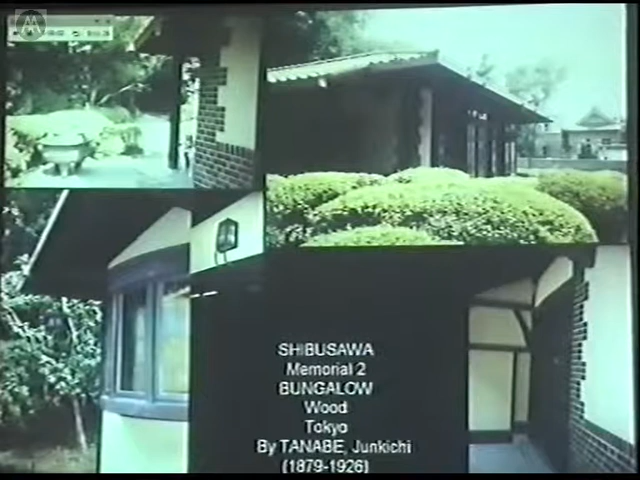 SHIBUSAWA
Memorial 2
BUNGALOW
Wood
Tokyo
By TANABE, Junkichi
(1879-1926)